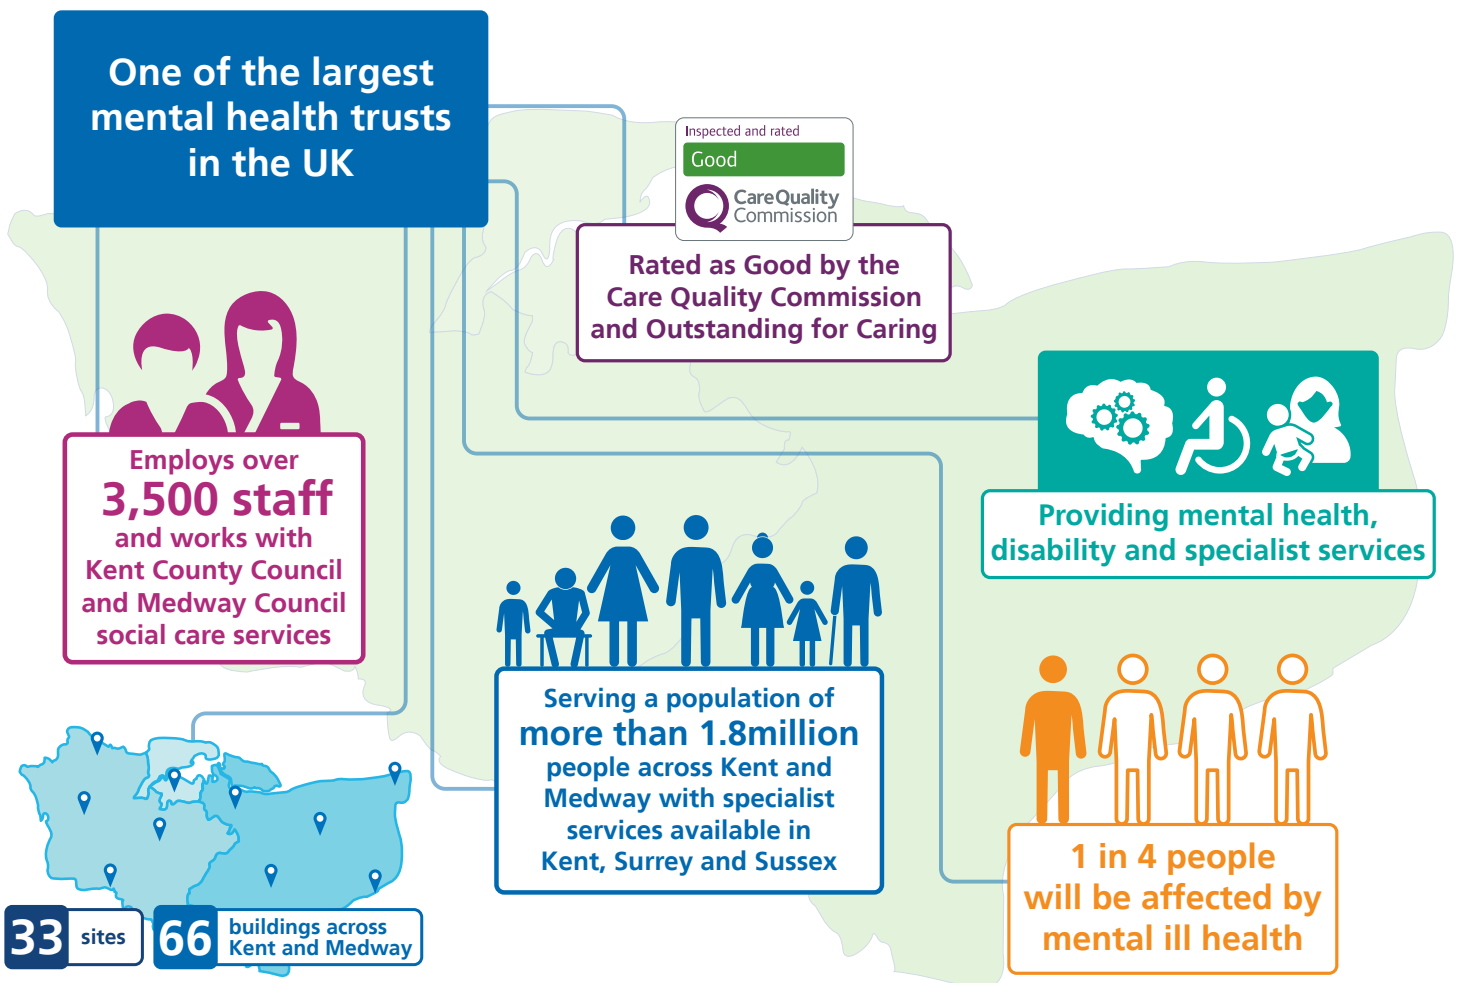 One of the largest
mental health trusts
in the UK
Inspected and rated
Good
CareQuality
Commission
Rated as Good by the
Care Quality Commission
and Outstanding for Caring
Employs over
3,500 staff
and works with
Kent County Council
and Medway Council
social care services
Providing mental health,
disability and specialist services
Serving a population of
more than 1.8million
people across Kent and
Medway with specialist
services available in
Kent, Surrey and Sussex
1 in 4 people
will be affected by
mental ill health
33 sites
66 buildings across
Kent and Medway